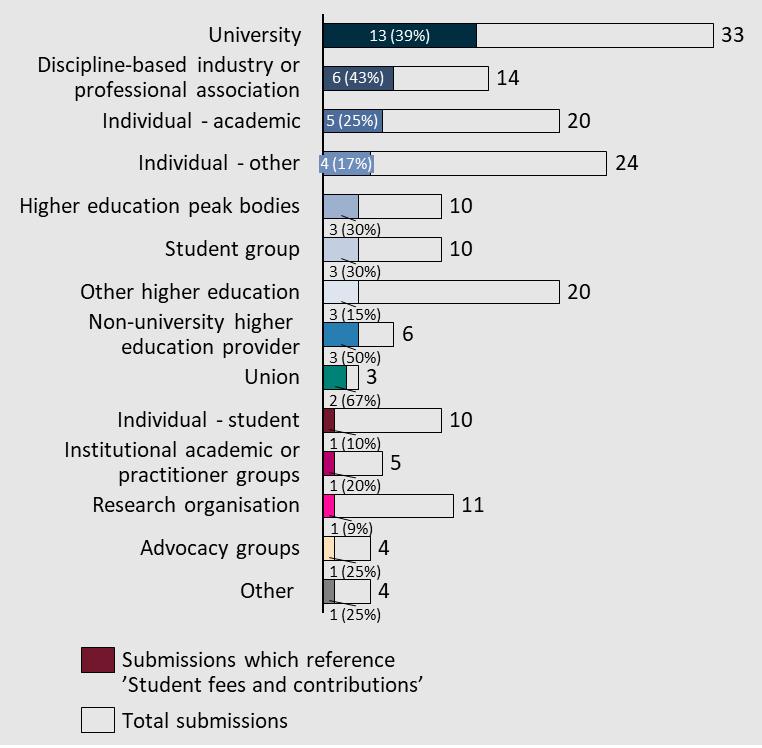 University 13 (39%) 33
Discipline-based industry or
professional association 6 (43%) 14
Individual - academic 5 (25%) 20
Individual - other 4 (17%) 24
Higher education peak bodies 10
3 (30%)
Student group 10
3 (30%)
Other higher education 20
3 (15%)
Non-university higher
education provider 6
3 (50%)
Union 3
2 (67%)
Individual - student 10
1 (10%)
Institutional academic or
practitioner groups 5
1 (20%)
Research organisation 11
1 (9%)
Advocacy groups 4
1 (25%)
Other 4
1 (25%)
Submissions which reference
’Student fees and contributions’
Total submissions